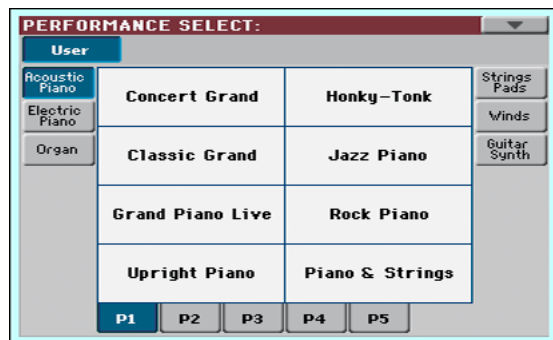 PERFORMANCE SELECT:
User
Acoustic
Piano
Electric
Piano
Organ
Concert Grand
Honky-Tonk
Classic Grand
Jazz Piano
Grand Piano Live
Rock Piano
Upright Piano
Piano & Strings
Strings
Pads
Winds
Guitar
Synth
P1 P2 P3 P4 P5